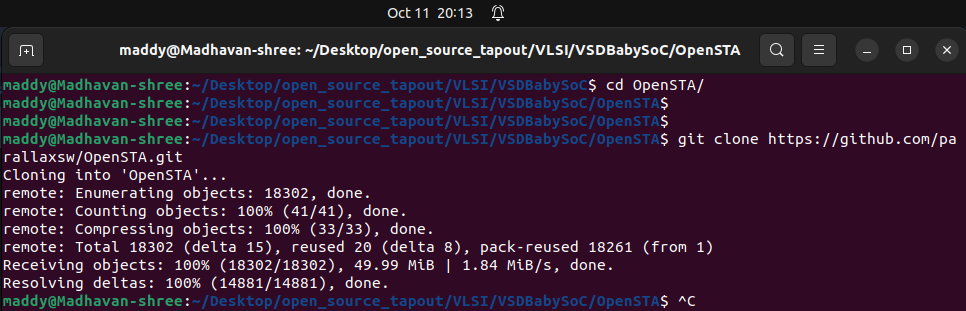 Oct 11 20:13
maddy@Madhavan-shree: ~/Desktop/open_source_tapout/VLSI/VSDBabySoC/OpenSTA
maddy@Madhavan-shree:~/Desktop/open_source_tapout/VLSI/VSDBabySoC$ cd OpenSTA/
maddy@Madhavan-shree:~/Desktop/open_source_tapout/VLSI/VSDBabySoC/OpenSTA$
maddy@Madhavan-shree:~/Desktop/open_source_tapout/VLSI/VSDBabySoC/OpenSTA$
maddy@Madhavan-shree:~/Desktop/open_source_tapout/VLSI/VSDBabySoC/OpenSTA$ git clone https://github.com/pa
rallaxsw/OpenSTA.git
Cloning into 'OpenSTA'...
remote: Enumerating objects: 18302, done.
remote: Counting objects: 100% (41/41), done.
remote: Compressing objects: 100% (33/33), done.
remote: Total 18302 (delta 15), reused 20 (delta 8), pack-reused 18261 (from 1)
Receiving objects: 100% (18302/18302), 49.99 MiB | 1.84 MiB/s, done.
Resolving deltas: 100% (14881/14881), done.
maddy@Madhavan-shree:~/Desktop/open_source_tapout/VLSI/VSDBabySoC/OpenSTA$ ^C